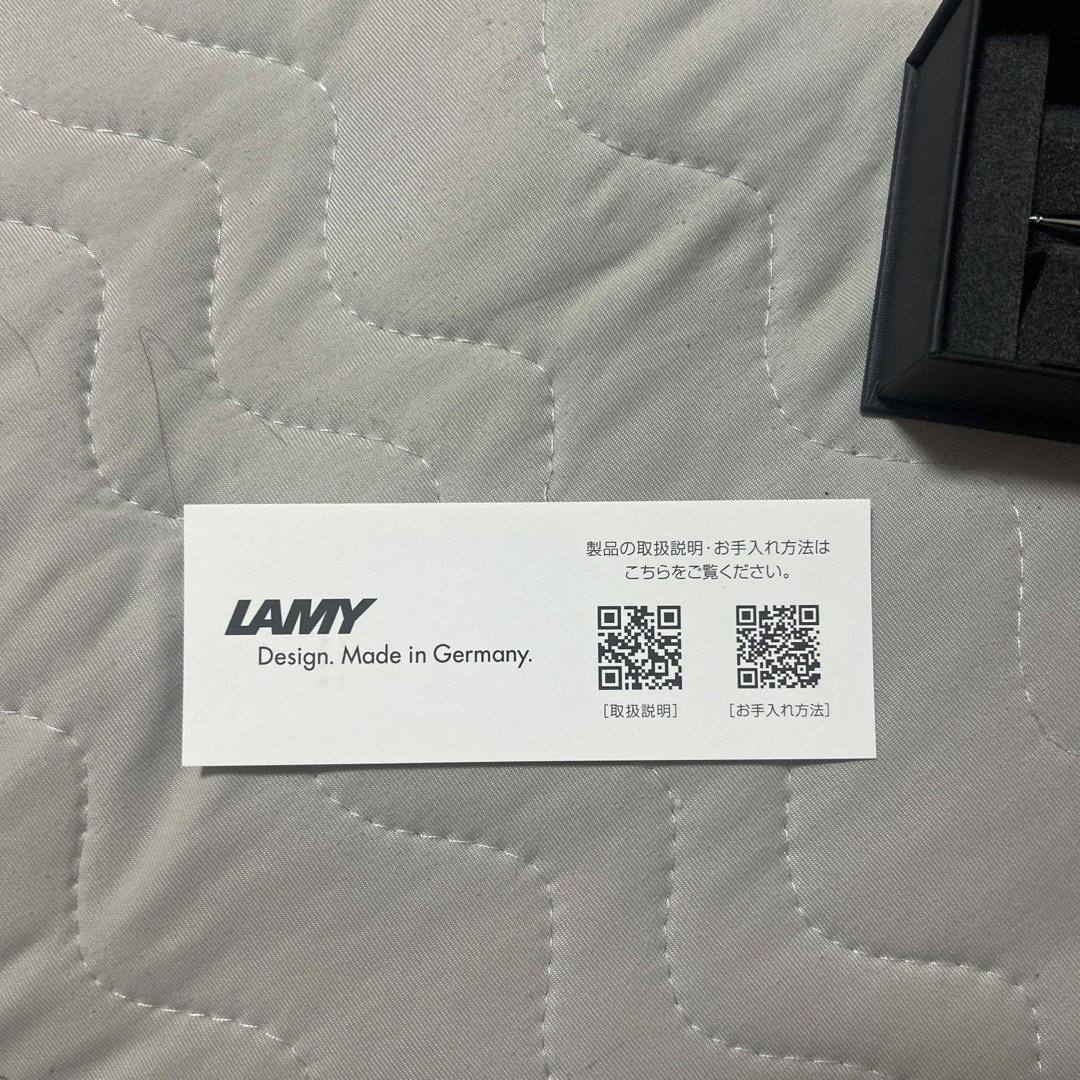 LAMY
Design. Made in Germany.
製品の取扱説明·お手入れ方法は
こちらをご覧ください。
[取扱説明]
[お手入れ方法]